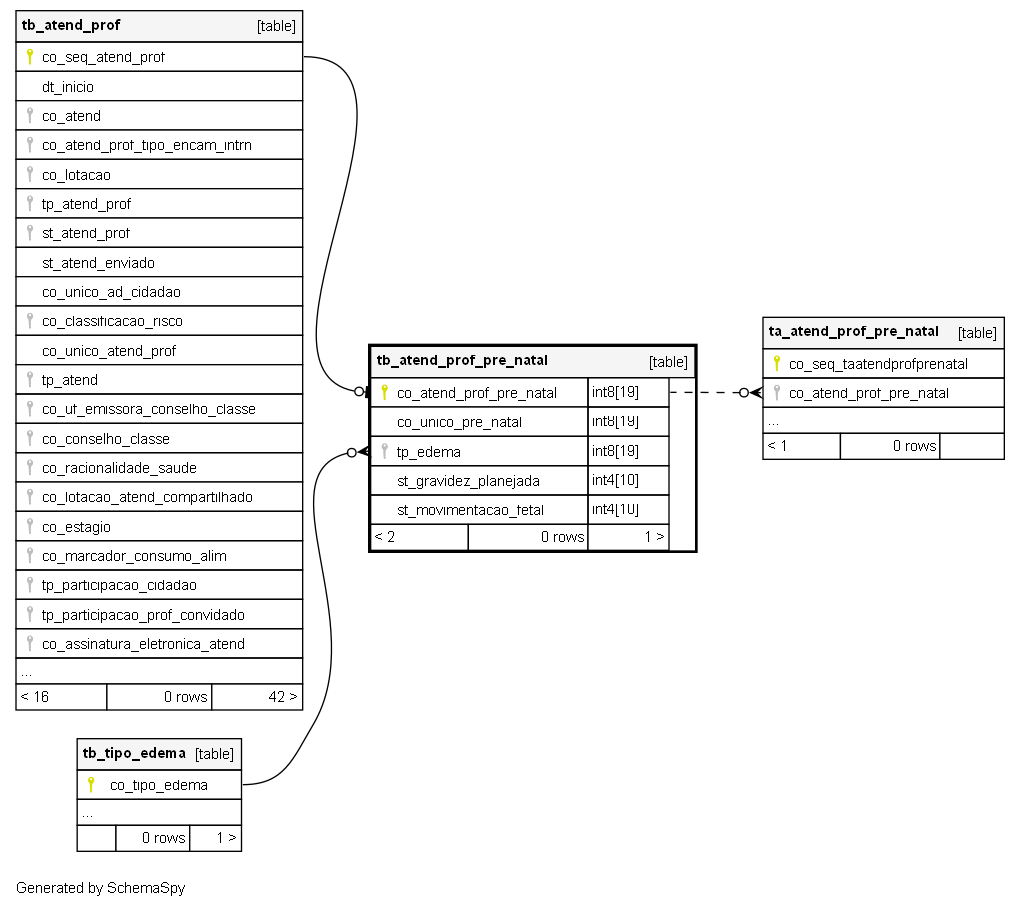 tb_atend_prof [table]
co_seq_atend_prof
dt_inicio
co_atend
co_atend_prof_tipo_encam_intrn
co_lotacao
tp_atend_prof
st_atend_prof
st_atend_enviado
co_unico_ad_cidadao
co_classificacao_risco
co_unico_atend_prof
tp_atend
co_uf_emissora_conselho_classe
co_conselho_classe
co_racionalidade_saude
co_lotacao_atend_compartilhado
co_estagio
co_marcador_consumo_alim
tp_participacao_cidadao
tp_participacao_prof_convidado
co_assinatura_eletronica_atend
...
< 16 0 rows 42 >
tb_tipo_edema [table]
co_tipo_edema
...
0 rows 1 >
tb_atend_prof_pre_natal [table]
co_atend_prof_pre_natal int8[19]
co_unico_pre_natal int8[19]
tp_edema int8[19]
st_gravidez_planejada int4[10]
st_movimentacao_fetal int4[10]
< 2 0 rows 1 >
ta_atend_prof_pre_natal [table]
co_seq_taatendprofprenatal
co_atend_prof_pre_natal
...
< 1 0 rows
Generated by SchemaSpy